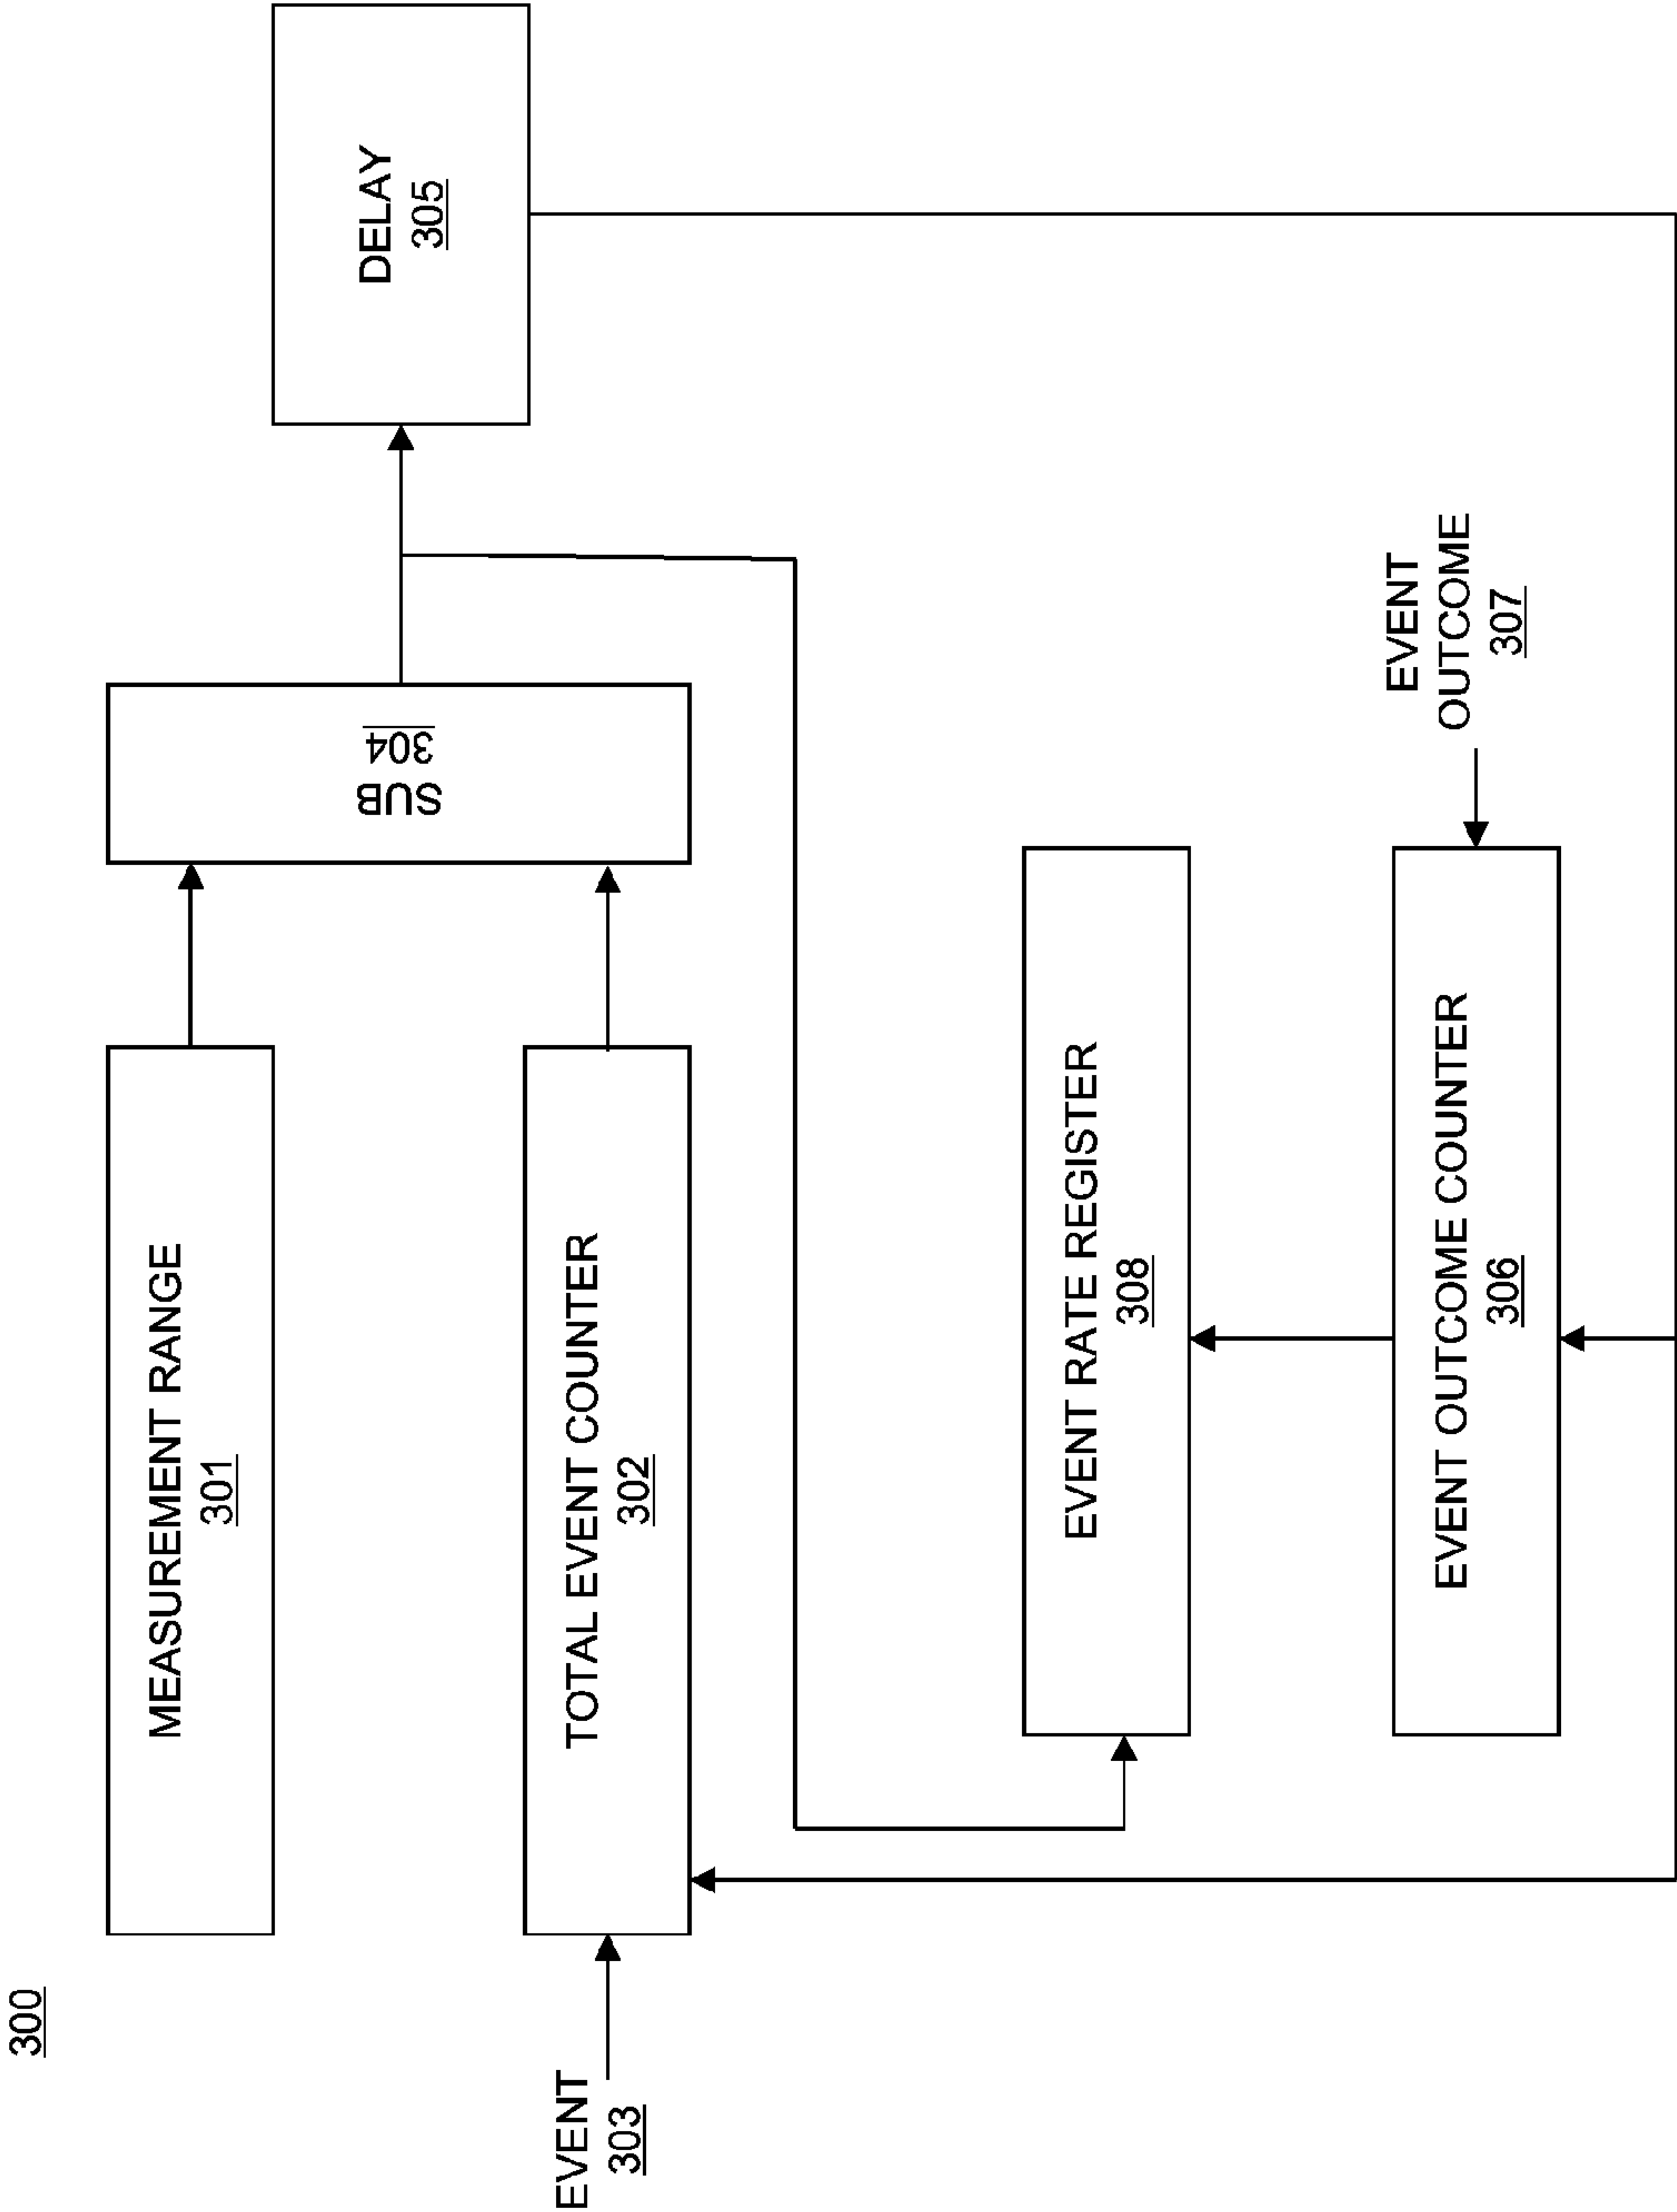 300
MEASUREMENT RANGE
301
SUB
304
DELAY
305
EVENT
303
TOTAL EVENT COUNTER
302
EVENT RATE REGISTER
308
EVENT OUTCOME COUNTER
306
EVENT
OUTCOME
307